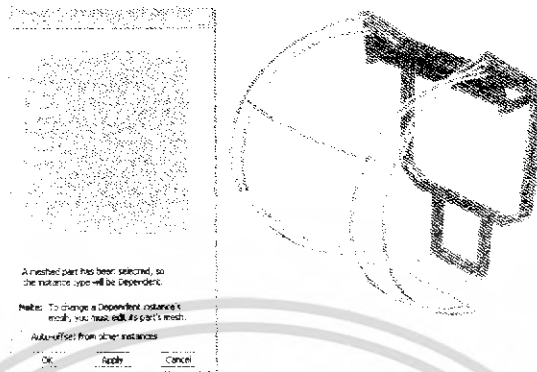 A meshed part has been selected, so
the instance type will be Dependent.
Note: To change a Dependent instance's
mesh, you must edit its part's mesh.
Auto-offset from other instances
OK Apply Cancel